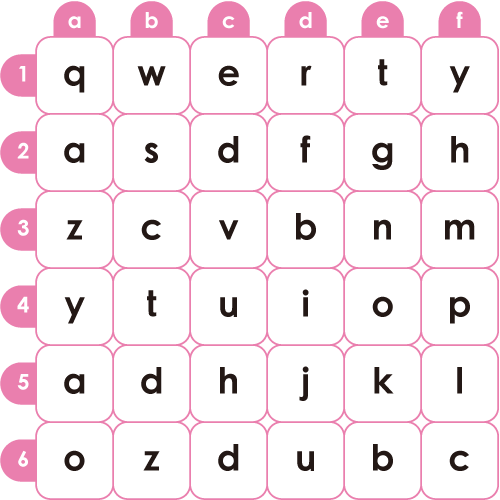 a b c d e f
1 q w e r t y
2 a s d f g h
3 z c v b n m
4 y t u i o p
5 a d h j k l
6 o z d u b c